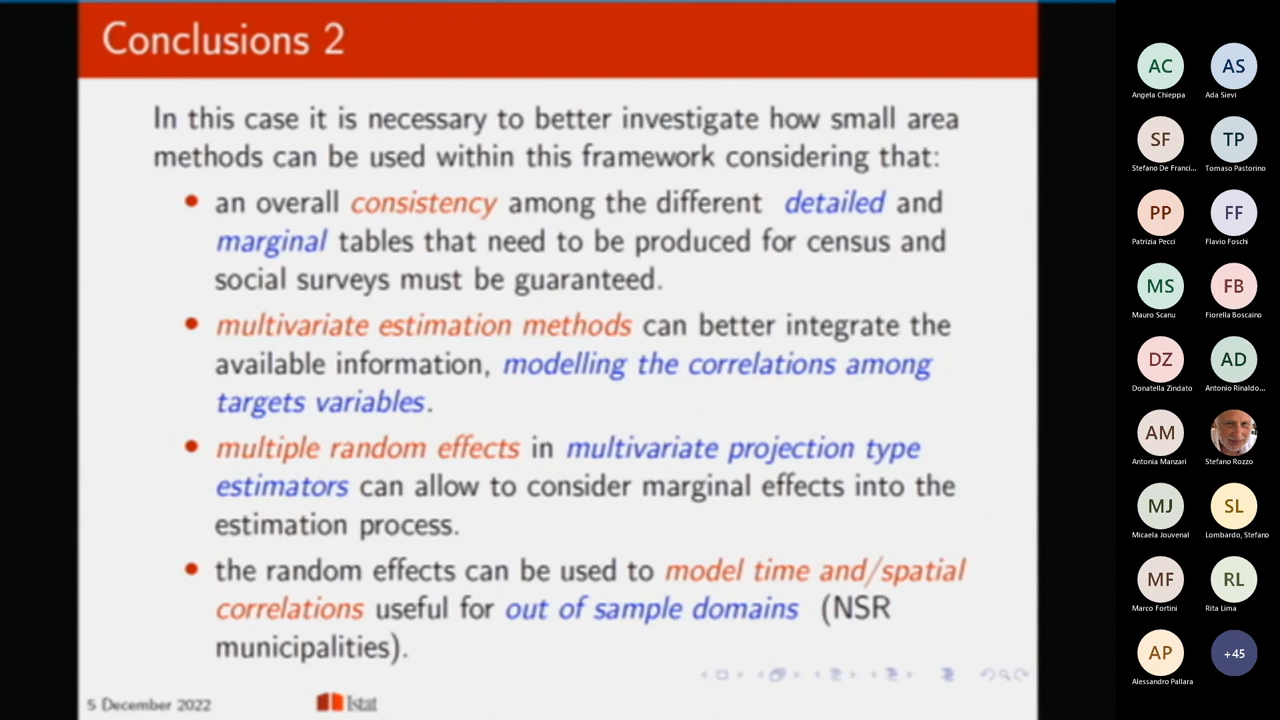 Conclusions 2
In this case it is necessary to better investigate how small area
methods can be used within this framework considering that:
an overall consistency among the different detailed and
marginal tables that need to be produced for census and
social surveys must be guaranteed.
multivariate estimation methods can better integrate the
available information, modelling the correlations among
targets variables.
multiple random effects in multivariate projection type
estimators can allow to consider marginal effects into the
estimation process.
the random effects can be used to model time and/spatial
correlations useful for out of sample domains (NSR
municipalities).
5 December 2022
Istat
AC AS
Angela Chieppa Ada Sievi
SF TP
Stefano De Franci... Tomaso Pastorino
PP FF
Patrizia Pecci Flavio Foschi
MS FB
Mauro Scanu Fiorella Boscaino
DZ AD
Donatella Zindato Antonio Rinaldo...
AM
Antonia Manzari Stefano Rozzo
MJ SL
Micaela Jouvenal Lombardo, Stefano
MF RL
Marco Fortini Rita Lima
AP +45
Alessandro Pallara